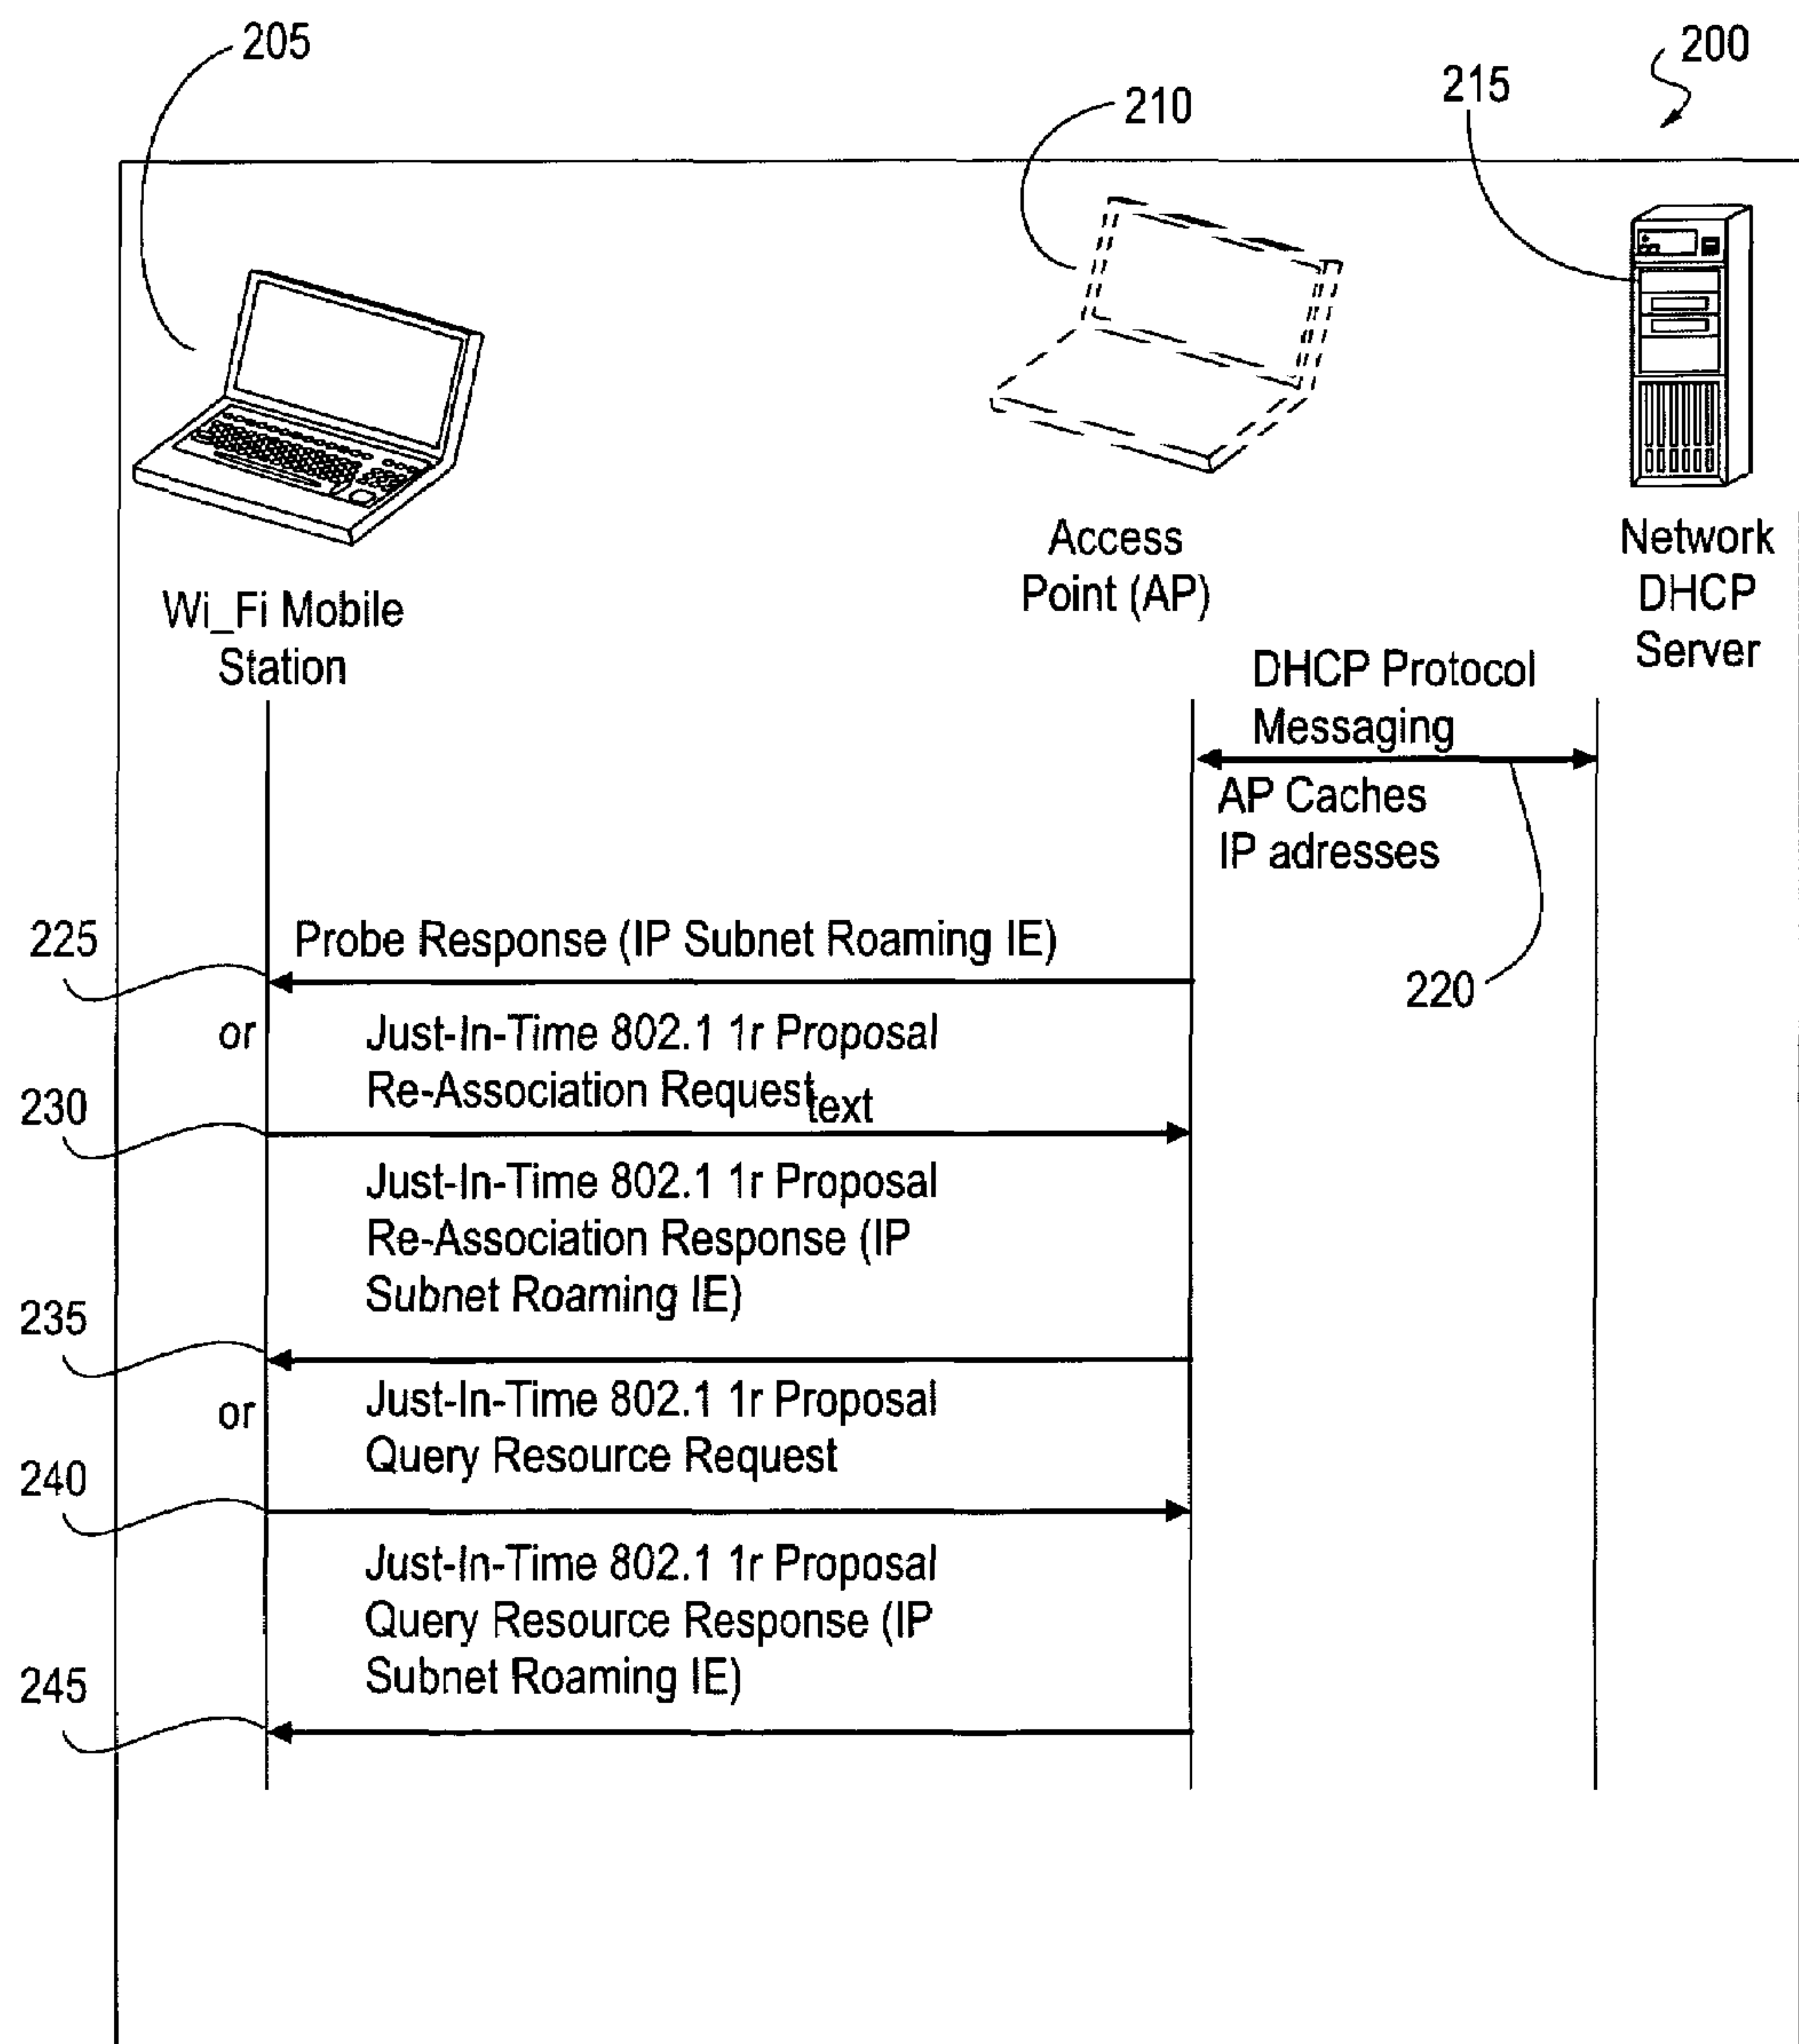 205
200
215
210
Access
Point (AP)
Network
DHCP
Server
Wi_Fi Mobile
Station
DHCP Protocol
Messaging
AP Caches
IP adresses
220
225
Probe Response (IP Subnet Roaming IE)
or
Just-In-Time 802.1 1r Proposal
Re-Association Request text
230
Just-In-Time 802.1 1r Proposal
Re-Association Response (IP
Subnet Roaming IE)
235
or
Just-In-Time 802.1 1r Proposal
Query Resource Request
240
Just-In-Time 802.1 1r Proposal
Query Resource Response (IP
Subnet Roaming IE)
245